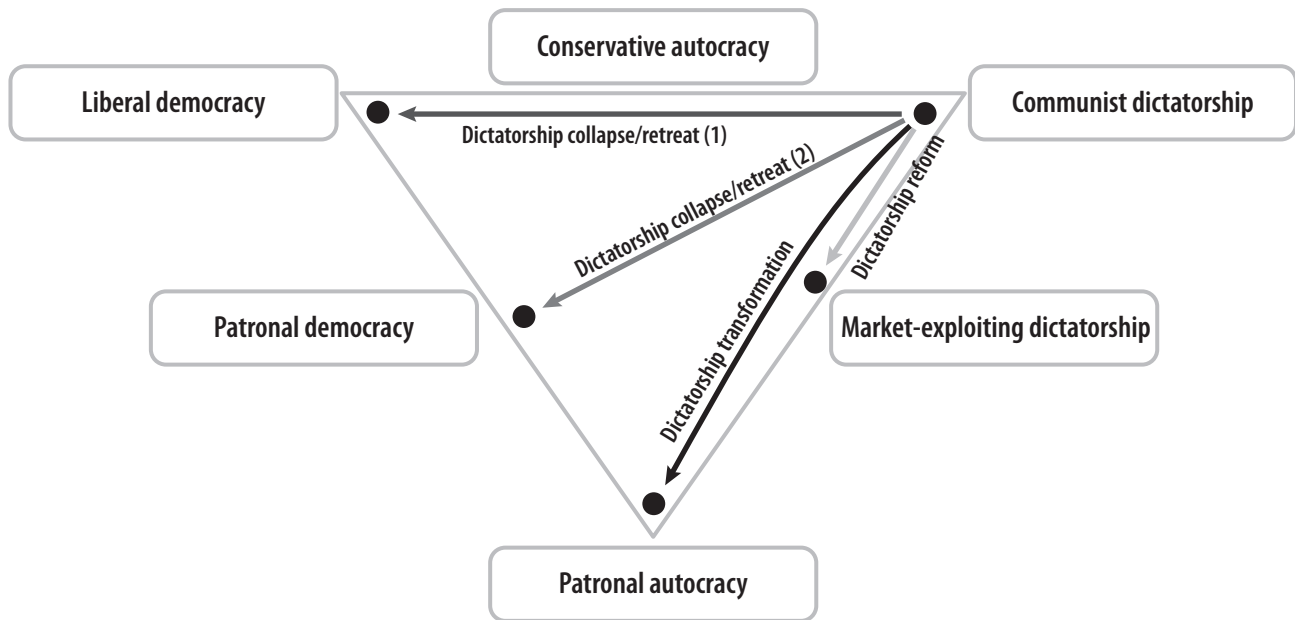 Conservative autocracy
Liberal democracy
Communist dictatorship
Dictatorship collapse/retreat (1)
Dictatorship collapse/retreat (2)
Dictatorship reform
Dictatorship transformation
Patronal democracy
Market-exploiting dictatorship
Patronal autocracy